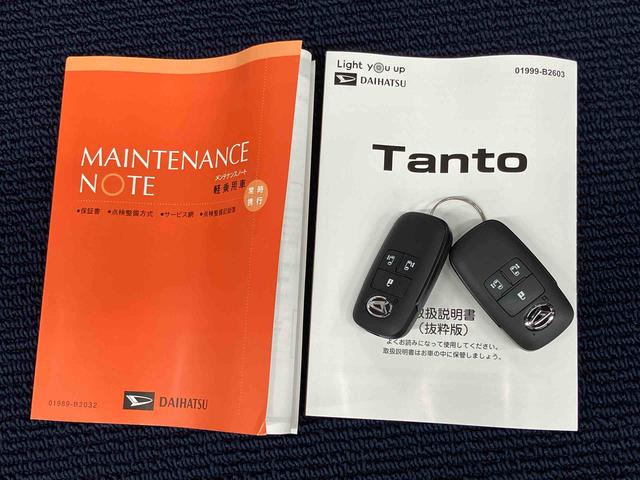 MAINTENANCE
NOTE
メンテナンスノート
軽乗用車
常時
携行
•保証書 •点検整備方式 •サービス網 •点検整備記録簿
01989-B2032
DAIHATSU
Light you up
DAIHATSU
01999-B2603
Tanto
取扱説明書
(抜粋版)
よくお読みになって使用してください。
取扱説明書はお車の中に保管しましょう。